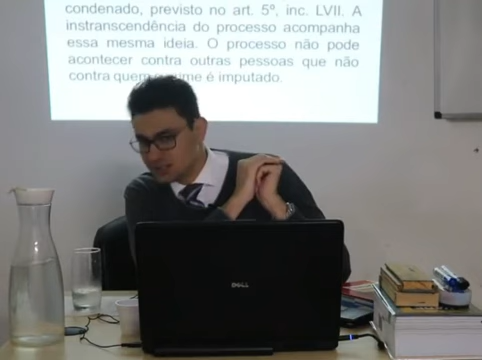 condenado, previsto no art. 5º, inc. LVII. A
instranscendência do processo acompanha
essa mesma ideia. O processo não pode
acontecer contra outras pessoas que não
contra quem crime é imputado.
DELL